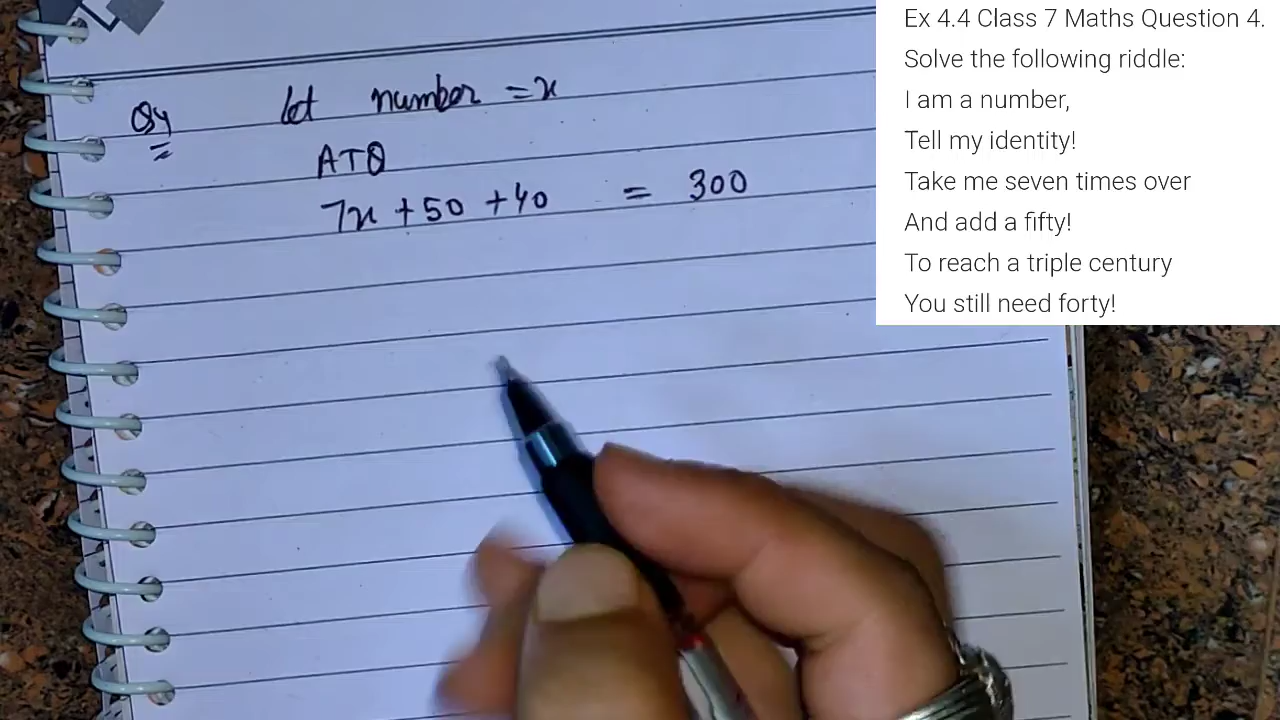 Ex 4.4 Class 7 Maths Question 4.
Solve the following riddle:
I am a number,
Tell my identity!
Take me seven times over
And add a fifty!
To reach a triple century
You still need forty!
Q4 let number = x
ATQ
7x + 50 + 40 = 300